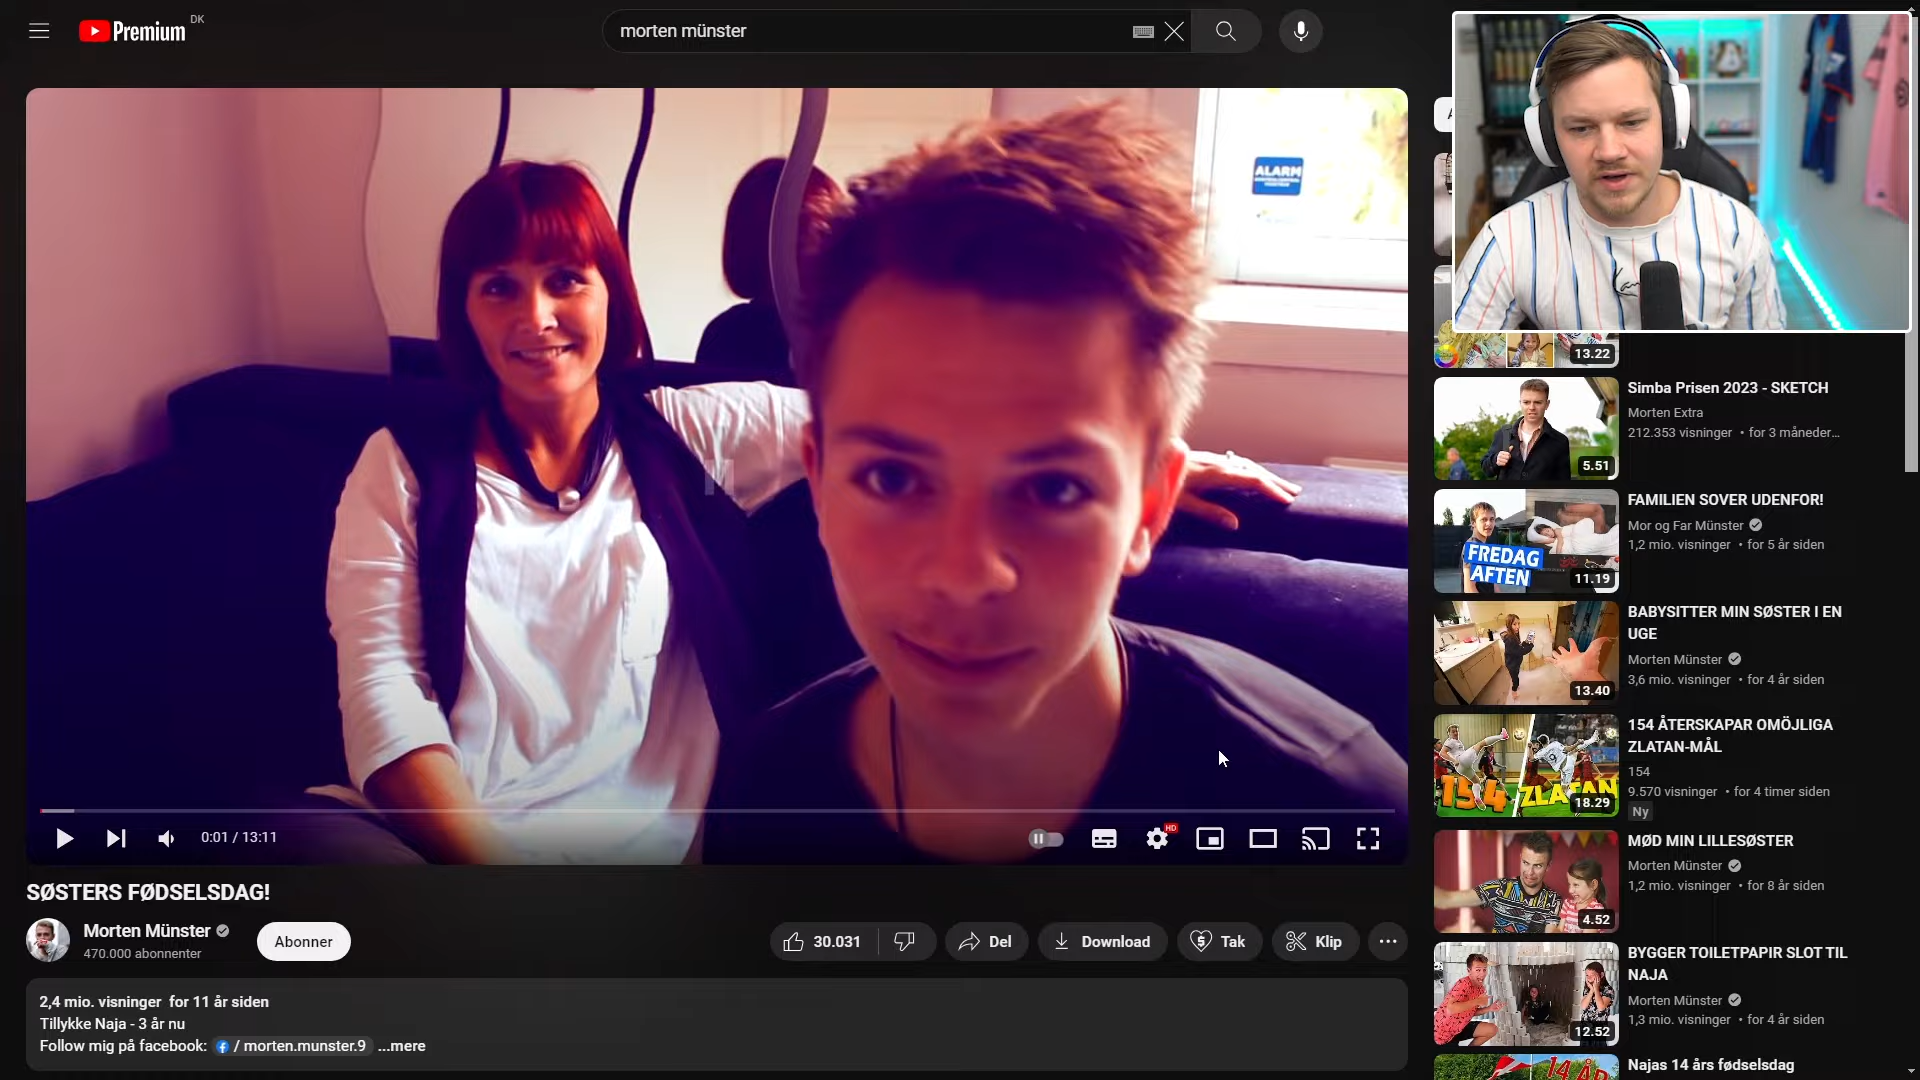 Premium
DK
morten münster
ALARM
0:01 / 13:11
HD
SØSTERS FØDSELSDAG!
Morten Münster
470.000 abonnenter
Abonner
30.031
Del
Download
Tak
Klip
2,4 mio. visninger for 11 år siden
Tillykke Naja - 3 år nu
Follow mig på facebook: / morten.munster.9 ...mere
13.22
5.51
Simba Prisen 2023 - SKETCH
Morten Extra
212.353 visninger • for 3 måneder...
FREDAG
AFTEN
11.19
FAMILIEN SOVER UDENFOR!
Mor og Far Münster
1,2 mio. visninger • for 5 år siden
13.40
BABYSITTER MIN SØSTER I EN
UGE
Morten Münster
3,6 mio. visninger • for 4 år siden
154
ZLATAN
18.29
154 ÅTERSKAPAR OMÖJLIGA
ZLATAN-MÅL
154
9.570 visninger • for 4 timer siden
Ny
4.52
MØD MIN LILLESØSTER
Morten Münster
1,2 mio. visninger • for 8 år siden
12.52
BYGGER TOILETPAPIR SLOT TIL
NAJA
Morten Münster
1,3 mio. visninger • for 4 år siden
14 ÅR
Najas 14 års fødselsdag